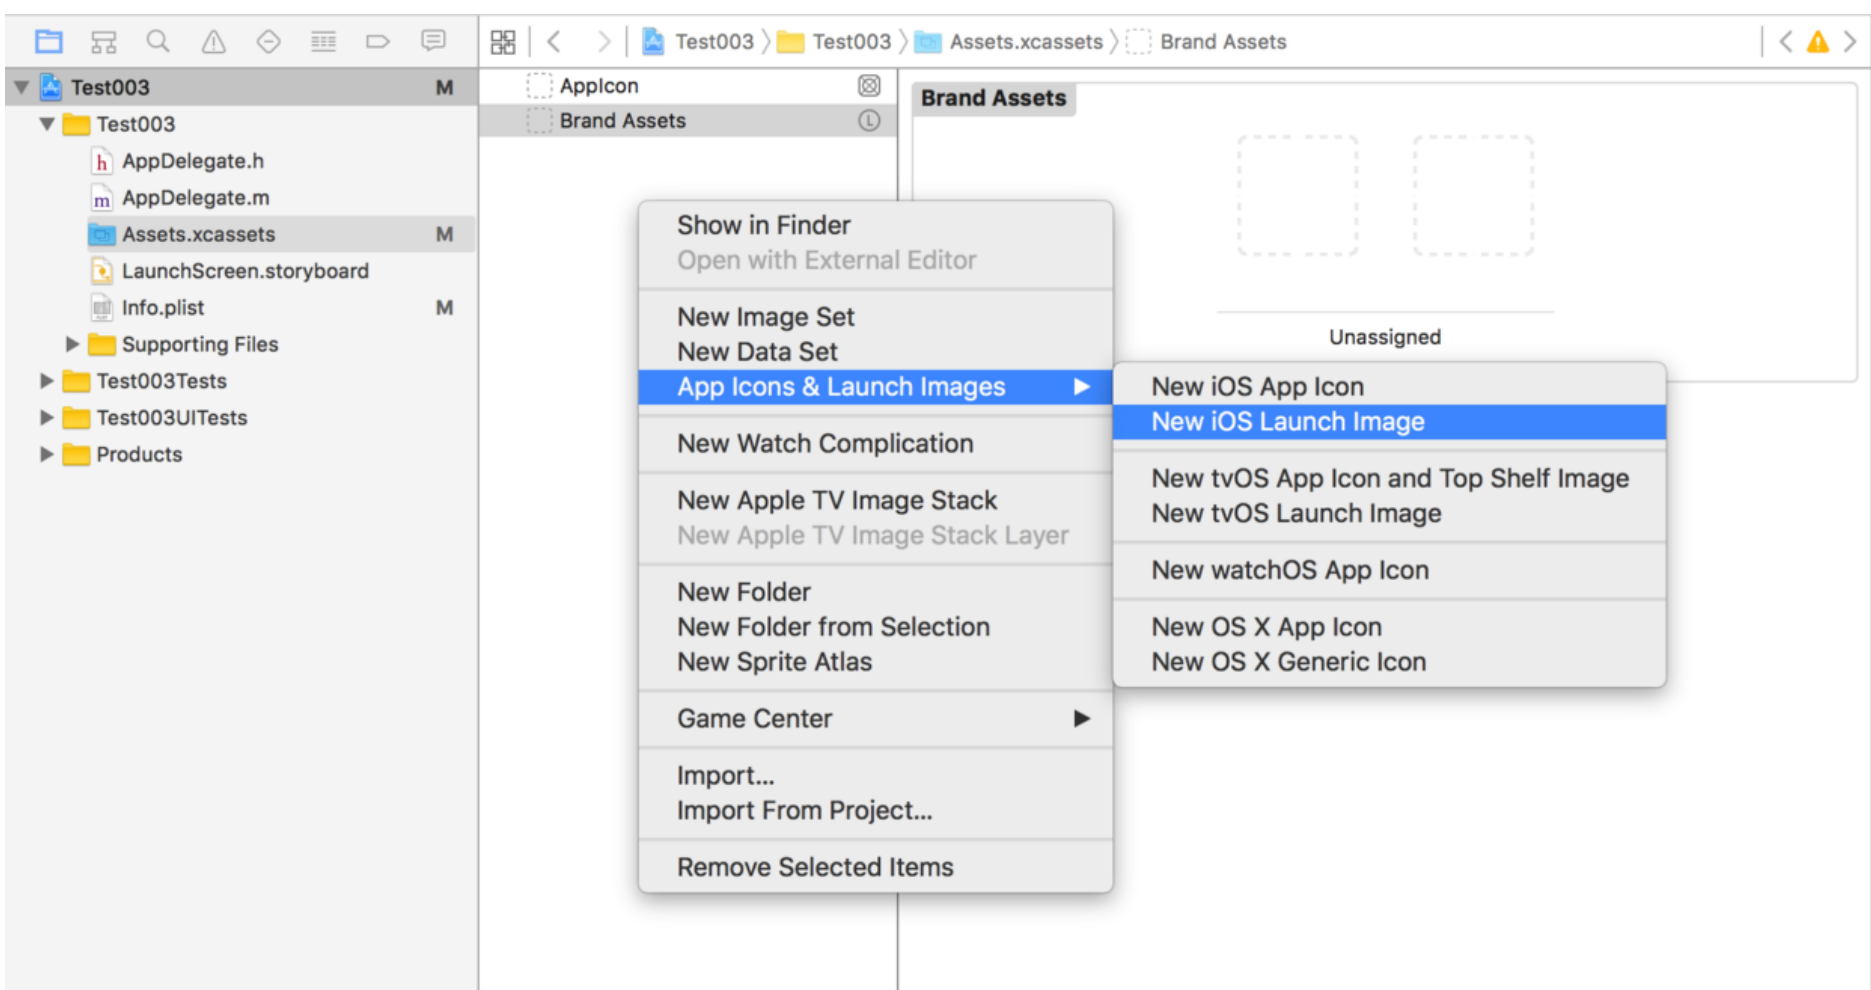 Test003 Test003 Assets.xcassets Brand Assets
Test003 M
Test003
h AppDelegate.h
m AppDelegate.m
Assets.xcassets M
LaunchScreen.storyboard
Info.plist M
Supporting Files
Test003Tests
Test003UITests
Products
AppIcon
Brand Assets L
Brand Assets
Unassigned
Show in Finder
Open with External Editor
New Image Set
New Data Set
App Icons & Launch Images
New Watch Complication
New Apple TV Image Stack
New Apple TV Image Stack Layer
New Folder
New Folder from Selection
New Sprite Atlas
Game Center
Import...
Import From Project...
Remove Selected Items
New iOS App Icon
New iOS Launch Image
New tvOS App Icon and Top Shelf Image
New tvOS Launch Image
New watchOS App Icon
New OS X App Icon
New OS X Generic Icon